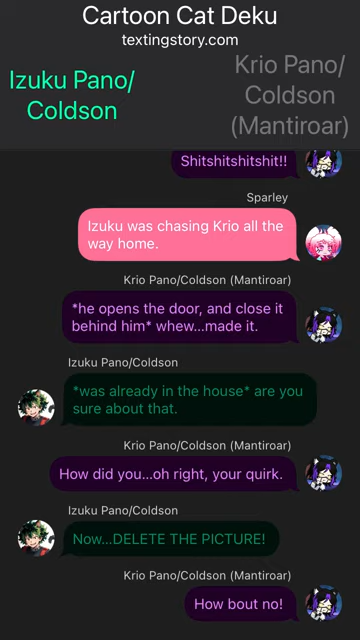 Cartoon Cat Deku
textingstory.com
Izuku Pano/
Coldson
Krio Pano/
Coldson
(Mantiroar)
Shitshitshitshit!!
Sparley
Izuku was chasing Krio all the
way home.
Krio Pano/Coldson (Mantiroar)
*he opens the door, and close it
behind him* whew...made it.
Izuku Pano/Coldson
*was already in the house* are you
sure about that.
Krio Pano/Coldson (Mantiroar)
How did you...oh right, your quirk.
Izuku Pano/Coldson
Now...DELETE THE PICTURE!
Krio Pano/Coldson (Mantiroar)
How bout no!